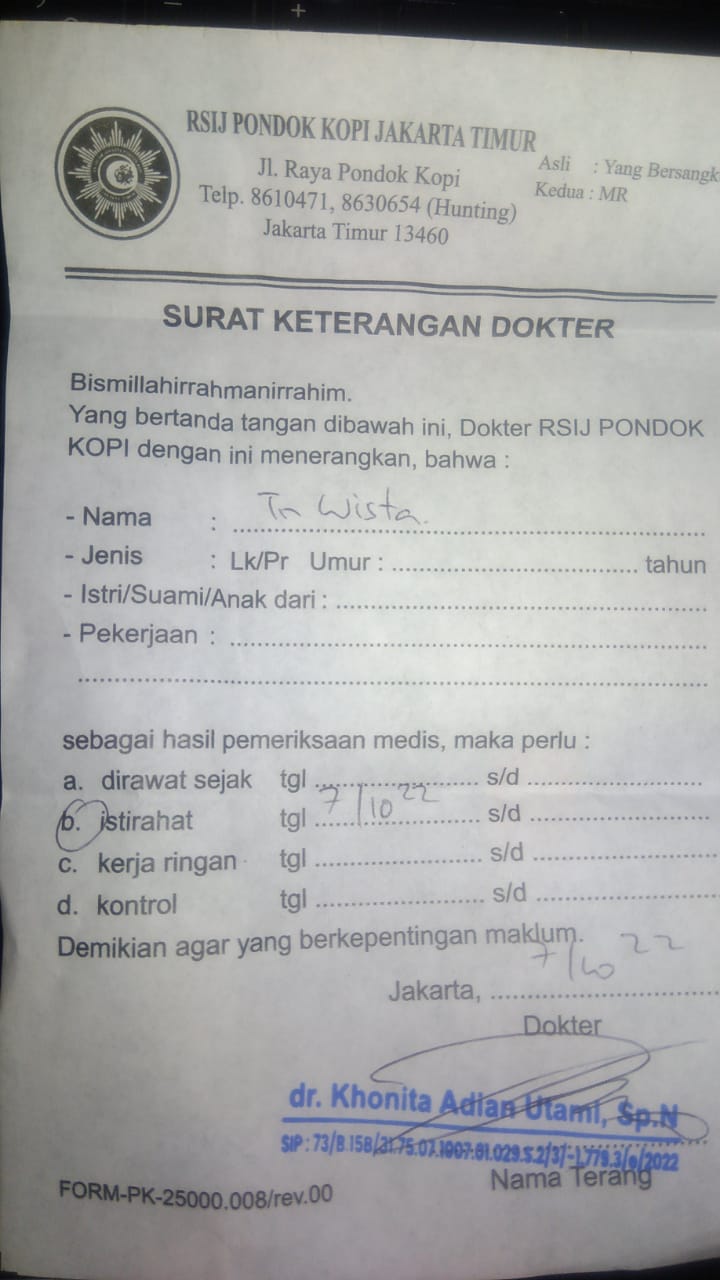 RSIJ PONDOK KOPI JAKARTA TIMUR
Jl. Raya Pondok Kopi
Telp. 8610471, 8630654 (Hunting)
Jakarta Timur 13460
Asli : Yang Bersangk
Kedua : MR
SURAT KETERANGAN DOKTER
Bismillahirrahmanirrahim.
Yang bertanda tangan dibawah ini, Dokter RSIJ PONDOK
KOPI dengan ini menerangkan, bahwa :
- Nama : Tn Wista.
- Jenis : Lk/Pr Umur : ........................ tahun
- Istri/Suami/Anak dari : ........................
- Pekerjaan : ........................
sebagai hasil pemeriksaan medis, maka perlu :
a. dirawat sejak tgl ............ s/d ............
b. istirahat tgl 7/10 22 s/d ............
c. kerja ringan tgl ............ s/d ............
d. kontrol tgl ............ s/d ............
Demikian agar yang berkepentingan maklum.
Jakarta, 7/10 22
Dokter
dr. Khonita Adian Utami, Sp.N
SIP : 73/B.158/31.75.07.1007.01.029.S.2/3/
Nama Terang
FORM-PK-25000.008/rev.00